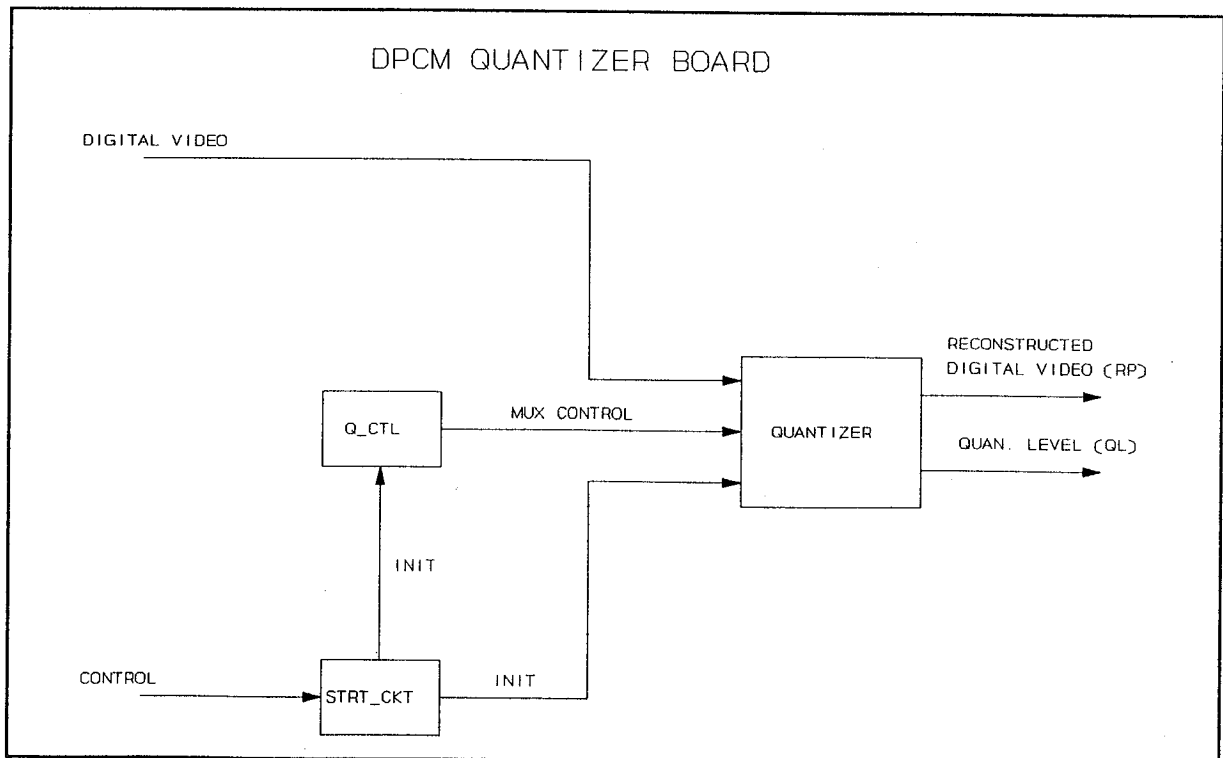 DPCM QUANTIZER BOARD
DIGITAL VIDEO
RECONSTRUCTED
DIGITAL VIDEO (RP)
Q_CTL
MUX CONTROL
QUANTIZER
QUAN. LEVEL (QL)
INIT
CONTROL
STRT_CKT
INIT